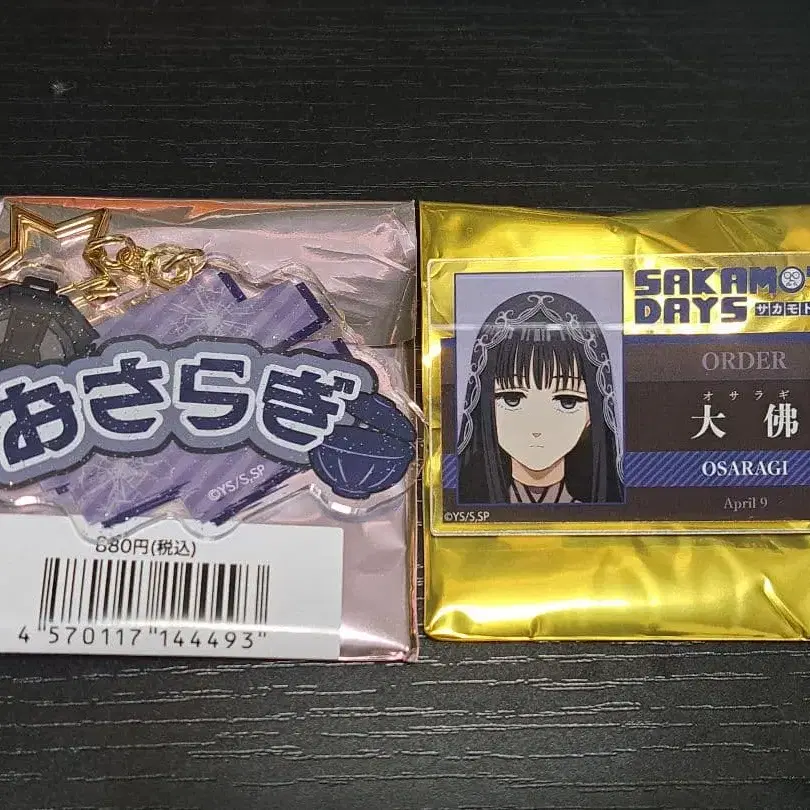 おさらぎ
©YS/S,SP
880円(税込)
4 570117 144493
SAKAMO
DAYS サカモト
ORDER
オサラギ
大佛
OSARAGI
April 9
©YS/S,SP